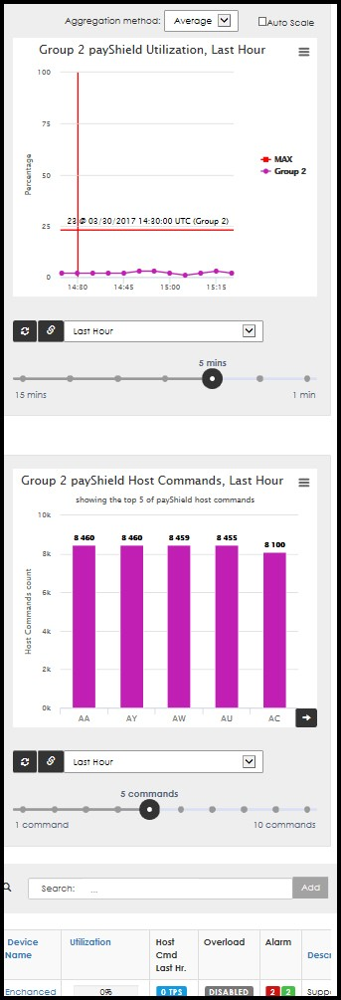 Aggregation method: Average
Auto Scale
Group 2 payShield Utilization, Last Hour
100
75
50
25
0
Percentage
23 @ 03/30/2017 14:30:00 UTC (Group 2)
MAX
Group 2
14:30
14:45
15:00
15:15
Last Hour
5 mins
15 mins
1 min
Group 2 payShield Host Commands, Last Hour
showing the top 5 of payShield host commands
10k
8k
6k
4k
2k
0k
Host Commands count
8 460
8 460
8 459
8 455
8 100
AA
AY
AW
AU
AC
Last Hour
5 commands
1 command
10 commands
Search: ...
Add
Device Name
Utilization
Host Cmd Last Hr.
Overload
Alarm
Descr
Enchanced
0%
0 TPS
DISABLED
2 2
Suppo